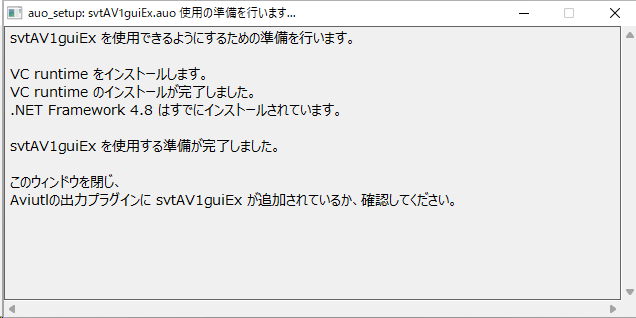 auo_setup: svtAV1guiEx.auo 使用の準備を行います...
svtAV1guiEx を使用できるようにするための準備を行います。
VC runtime をインストールします。
VC runtime のインストールが完了しました。
.NET Framework 4.8 はすでにインストールされています。
svtAV1guiEx を使用する準備が完了しました。
このウィンドウを閉じ、
Aviutlの出力プラグインに svtAV1guiEx が追加されているか、確認してください。